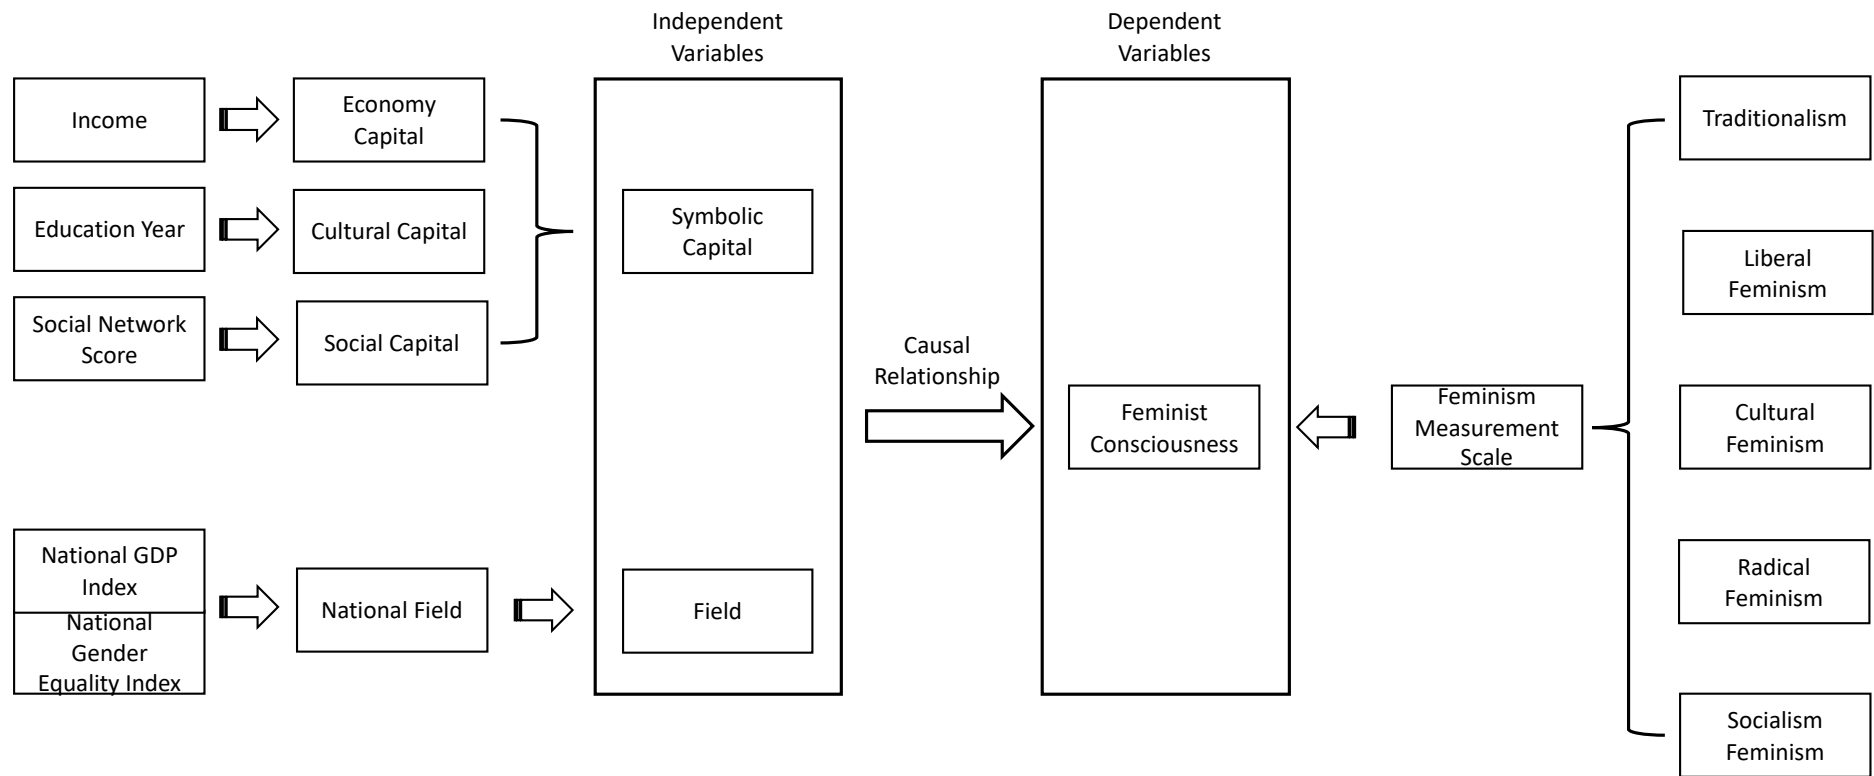 Independent
Variables
Dependent
Variables
Income
Economy
Capital
Education Year
Cultural Capital
Social Network
Score
Social Capital
Symbolic
Capital
National GDP
Index
National
Gender
Equality Index
National Field
Field
Causal
Relationship
Feminist
Consciousness
Feminism
Measurement
Scale
Traditionalism
Liberal
Feminism
Cultural
Feminism
Radical
Feminism
Socialism
Feminism